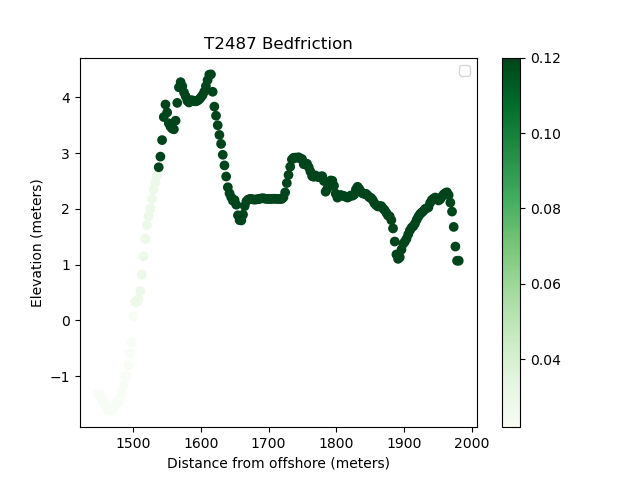 T2487 Bedfriction
4
3
2
1
0
−1
Elevation (meters)
1500 1600 1700 1800 1900 2000
Distance from offshore (meters)
0.12
0.10
0.08
0.06
0.04